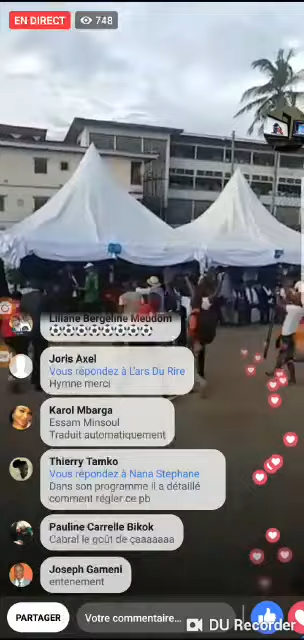 EN DIRECT 748
Liliane Bergeline Meudom
⚽⚽⚽⚽⚽⚽⚽⚽⚽
Joris Axel
Vous répondez à L'ars Du Rire
Hymne merci
Karol Mbarga
Essam Minsoul
Traduit automatiquement
Thierry Tamko
Vous répondez à Nana Stephane
Dans son programme il a détaillé
comment régler ce pb
Pauline Carrelle Bikok
Cabral le goût de çaaaaaaa
Joseph Gameni
entenement
PARTAGER
Votre commentaire...
DU Recorder